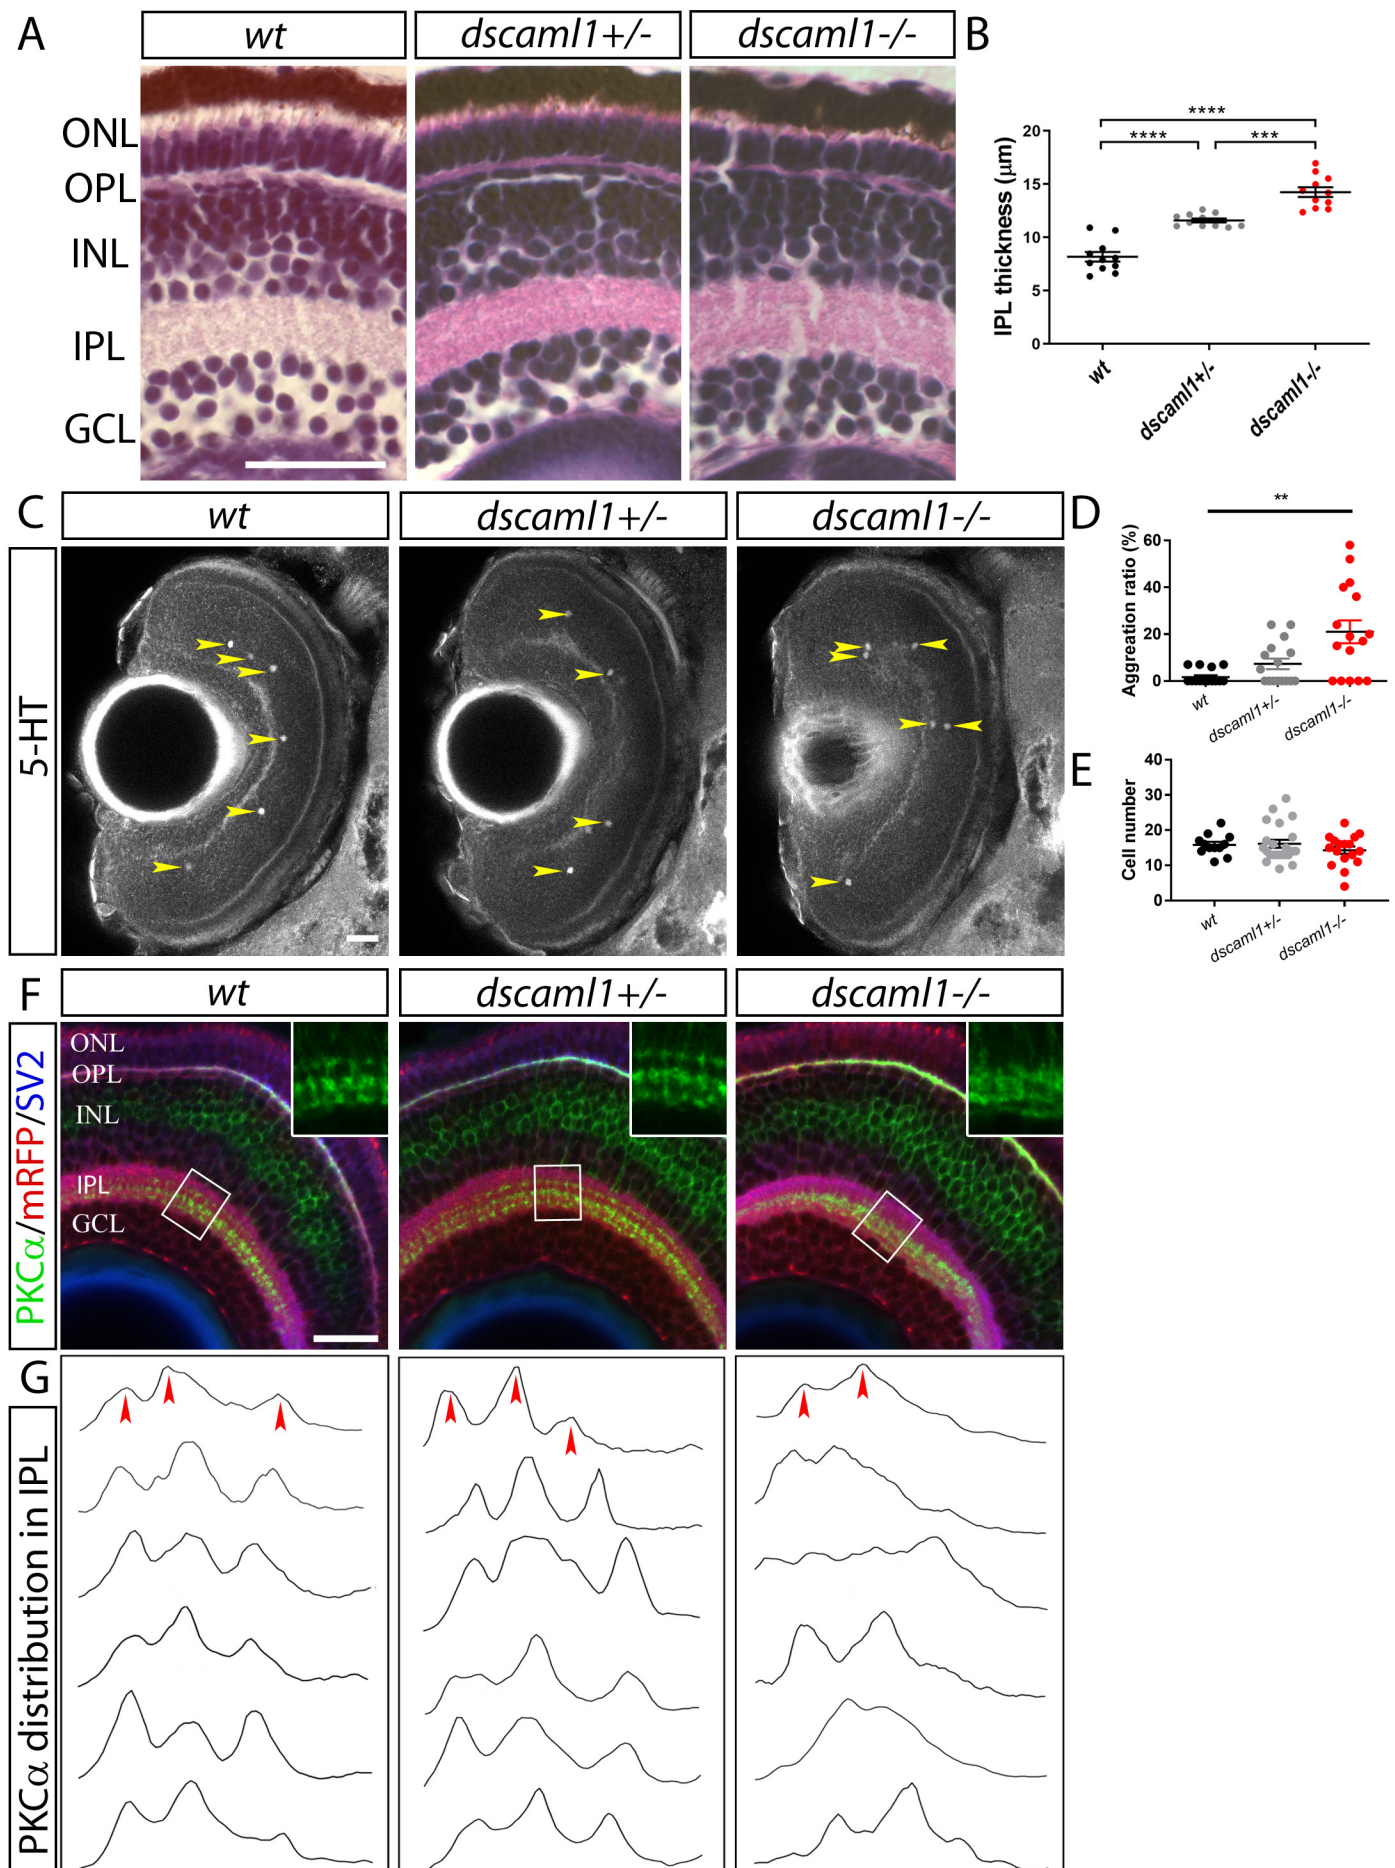 A
wt
dscaml1+/-
dscaml1-/-
ONL
OPL
INL
IPL
GCL
B
****
****
***
IPL thickness (μm)
20
15
10
5
0
wt
dscaml1+/-
dscaml1-/-
C
wt
dscaml1+/-
dscaml1-/-
5-HT
D
**
Aggreation ratio (%)
60
40
20
0
wt
dscaml1+/-
dscaml1-/-
E
Cell number
40
30
20
10
0
wt
dscaml1+/-
dscaml1-/-
F
wt
dscaml1+/-
dscaml1-/-
PKCα/mRFP/SV2
ONL
OPL
INL
IPL
GCL
G
PKCα distribution in IPL